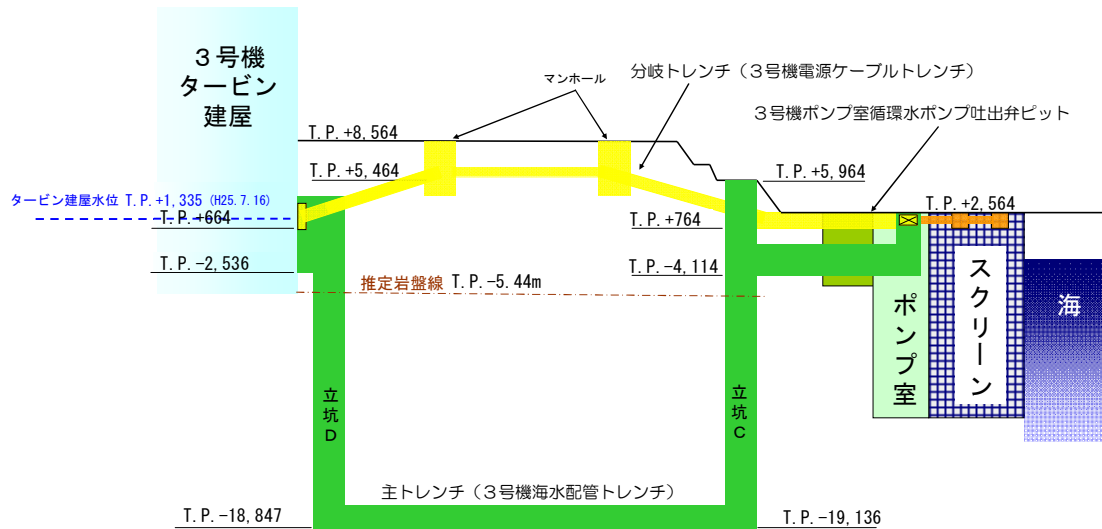 ３号機
タービン
建屋
マンホール
分岐トレンチ（３号機電源ケーブルトレンチ）
３号機ポンプ室循環水ポンプ吐出弁ピット
T.P.+8,564
T.P.+5,464
T.P.+5,964
タービン建屋水位 T.P.+1,335 (H25.7.16)
T.P.+664
T.P.+764
T.P.+2,564
T.P.-2,536
T.P.-4,114
推定岩盤線 T.P.-5.44m
ポンプ室
スクリーン
海
立坑D
立坑C
主トレンチ（３号機海水配管トレンチ）
T.P.-18,847
T.P.-19,136